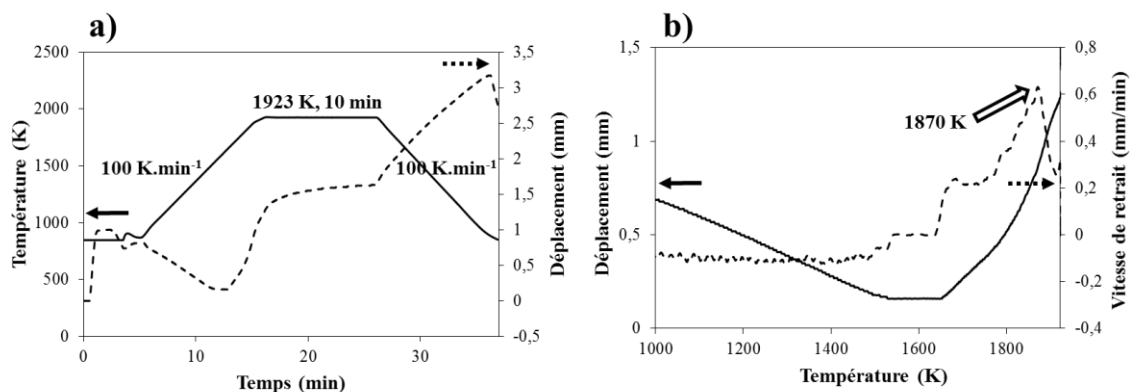 a)
2500
2000
1500
1000
500
0
Température (K)
0
10
20
30
Temps (min)
3,5
3
2,5
2
1,5
1
0,5
0
-0,5
Déplacement (mm)
1923 K, 10 min
100 K.min-1
100 K.min-1
b)
1,5
1
0,5
0
Déplacement (mm)
1000
1200
1400
1600
1800
Température (K)
0,8
0,6
0,4
0,2
0
-0,2
-0,4
Vitesse de retrait (mm/min)
1870 K